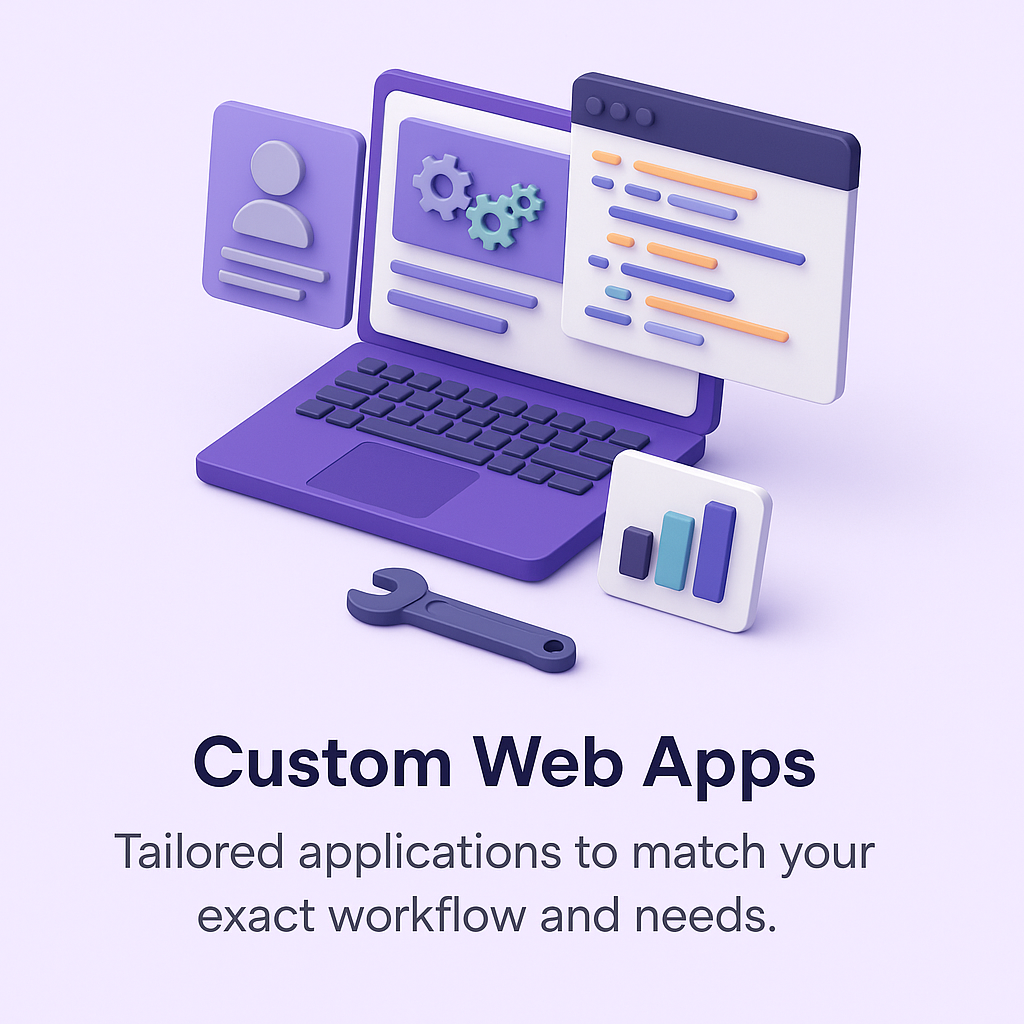 Custom Web Apps
Tailored applications to match your
exact workflow and needs.